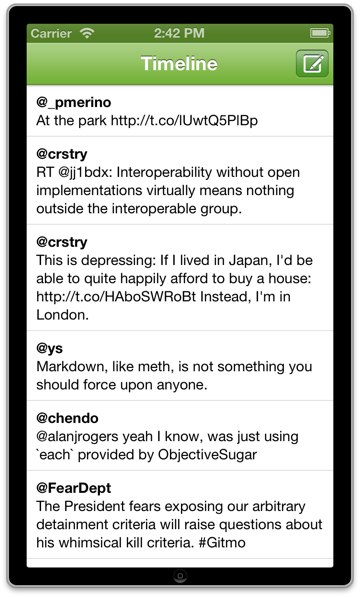 Carrier 2:42 PM
Timeline
@_pmerino
At the park http://t.co/lUwtQ5PlBp
@crstry
RT @jj1bdx: Interoperability without open
implementations virtually means nothing
outside the interoperable group.
@crstry
This is depressing: If I lived in Japan, I'd be
able to quite happily afford to buy a house:
http://t.co/HAboSWRoBt Instead, I'm in
London.
@ys
Markdown, like meth, is not something you
should force upon anyone.
@chendo
@alanjrogers yeah I know, was just using
`each` provided by ObjectiveSugar
@FearDept
The President fears exposing our arbitrary
detainment criteria will raise questions about
his whimsical kill criteria. #Gitmo